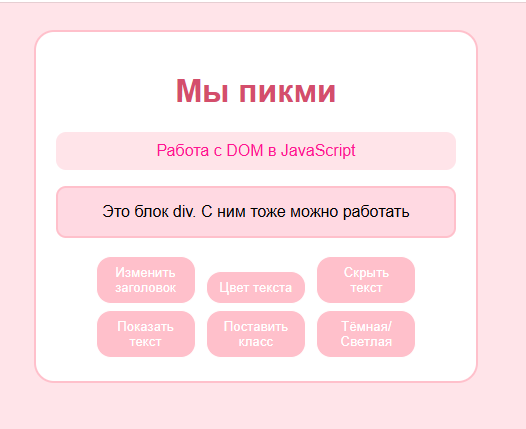 Мы пикми
Работа с DOM в JavaScript
Это блок div. С ним тоже можно работать
Изменить
заголовок
Цвет текста
Скрыть
текст
Показать
текст
Поставить
класс
Тёмная/
Светлая